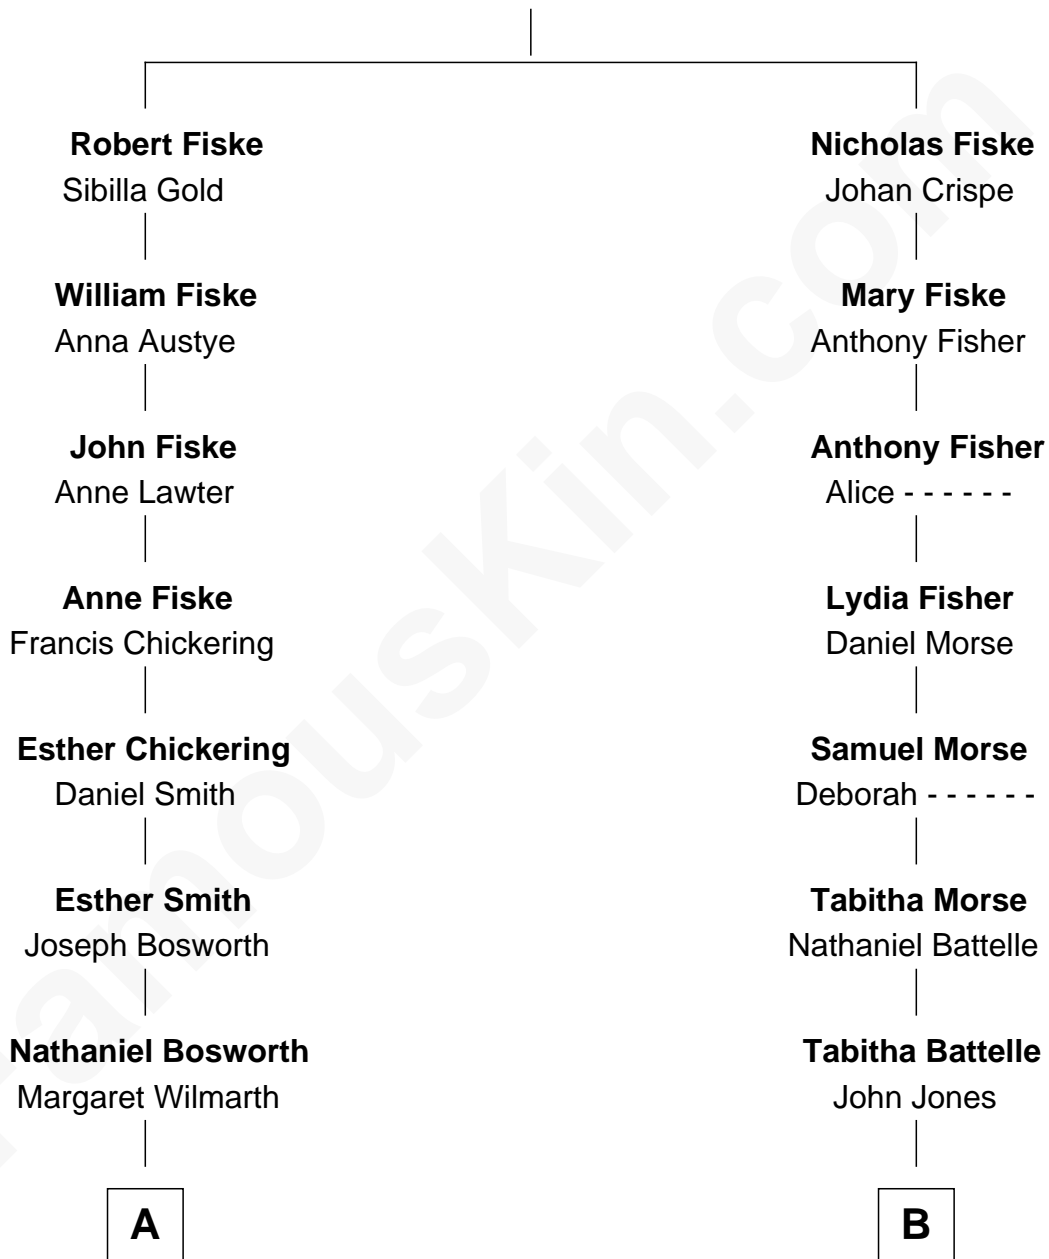 Robert Fiske
Sibilla Gold
William Fiske
Anna Austye
John Fiske
Anne Lawter
Anne Fiske
Francis Chickering
Esther Chickering
Daniel Smith
Esther Smith
Joseph Bosworth
Nathaniel Bosworth
Margaret Wilmarth
A
Nicholas Fiske
Johan Crispe
Mary Fiske
Anthony Fisher
Anthony Fisher
Alice - - - - - -
Lydia Fisher
Daniel Morse
Samuel Morse
Deborah - - - - - -
Tabitha Morse
Nathaniel Battelle
Tabitha Battelle
John Jones
B
FamousKin.com